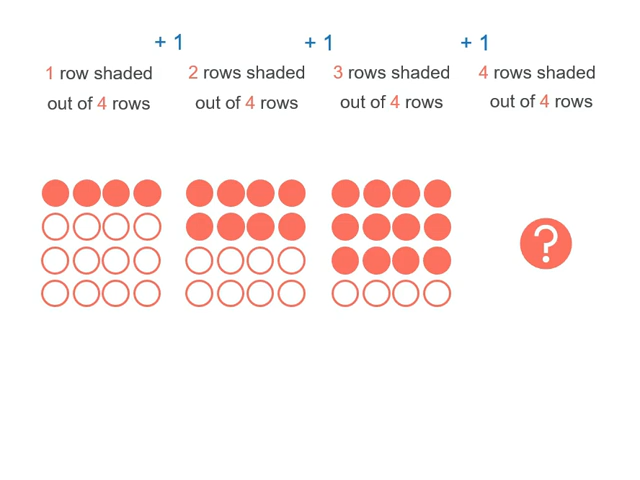 + 1 + 1 + 1
1 row shaded 2 rows shaded 3 rows shaded 4 rows shaded
out of 4 rows out of 4 rows out of 4 rows out of 4 rows
?